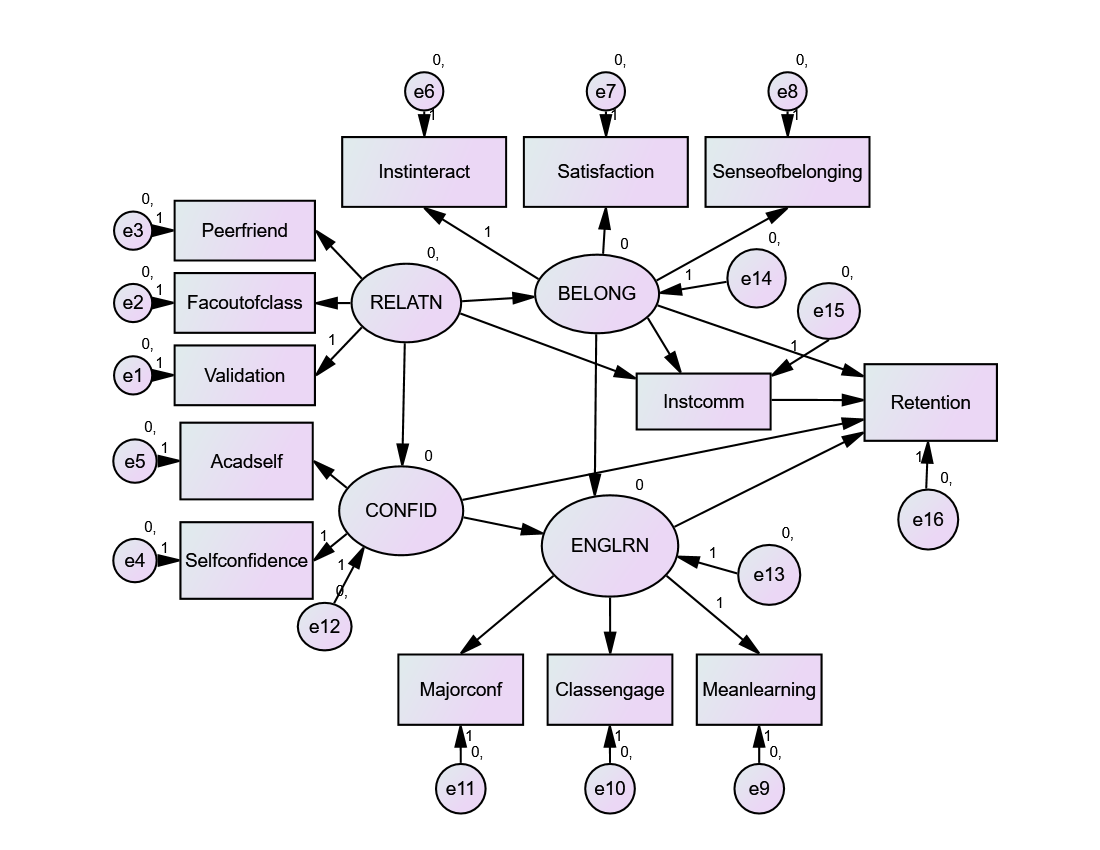 0,
0,
0,
e6
e7
e8
1
1
1
Instinteract
Satisfaction
Senseofbelonging
0,
e3
1
Peerfriend
1
0
0,
0,
e14
0,
e2
1
Facoutofclass
RELATN
BELONG
1
0,
e15
0,
e1
1
Validation
1
1
Instcomm
Retention
0,
e5
1
Acadself
0
1
0,
CONFID
0
e16
0,
e4
1
Selfconfidence
1
1
0,
e12
ENGLRN
0,
1
e13
1
Majorconf
Classengage
Meanlearning
1
0,
1
0,
1
0,
e11
e10
e9